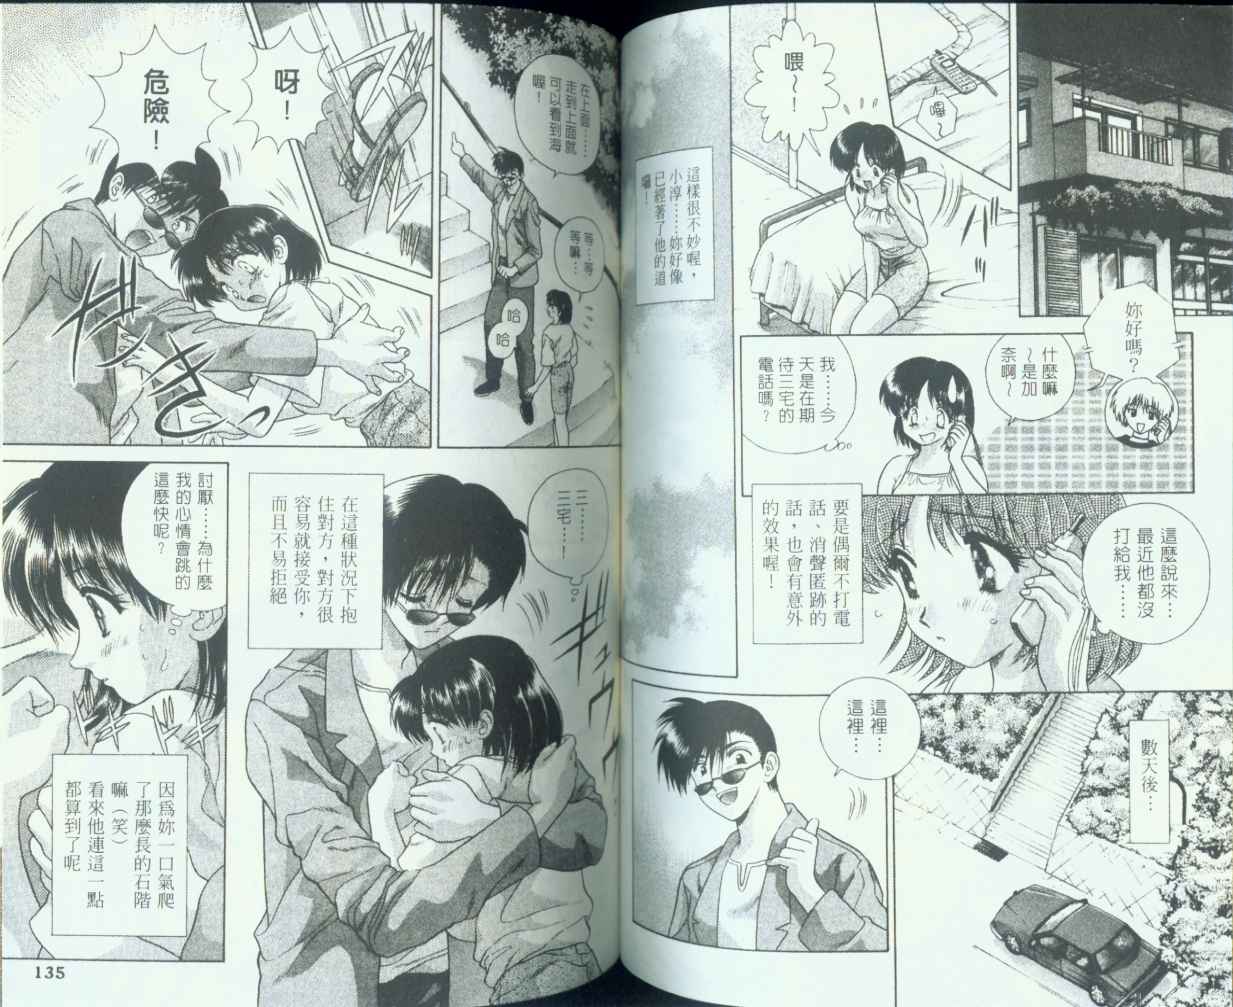 嗶～
喂～！
妳好嗎？
什麼嘛
～是加
奈啊～
我……今
天是在期
待三宅的
電話嗎？
這麼說來…
最近他都沒
打給我……
要是偶爾不打電
話、消聲匿跡的
話，也會有意外
的效果喔！
這樣很不妙喔，
小淳……妳好像
已經著了他的道
囉！
數天後…
這裡…
這裡…
在上面……
走到上面就
可以看到海
喔！
等…等
等嘛…
哈
哈
呀！
危險！
三……
三宅…！
在這種狀況下抱
住對方，對方很
容易就接受你，
而且不易拒絕
討厭……為什麼
我的心情會跳的
這麼快呢？
因為妳一口氣爬
了那麼長的石階
嘛（笑）
看來他連這一點
都算到了呢
135